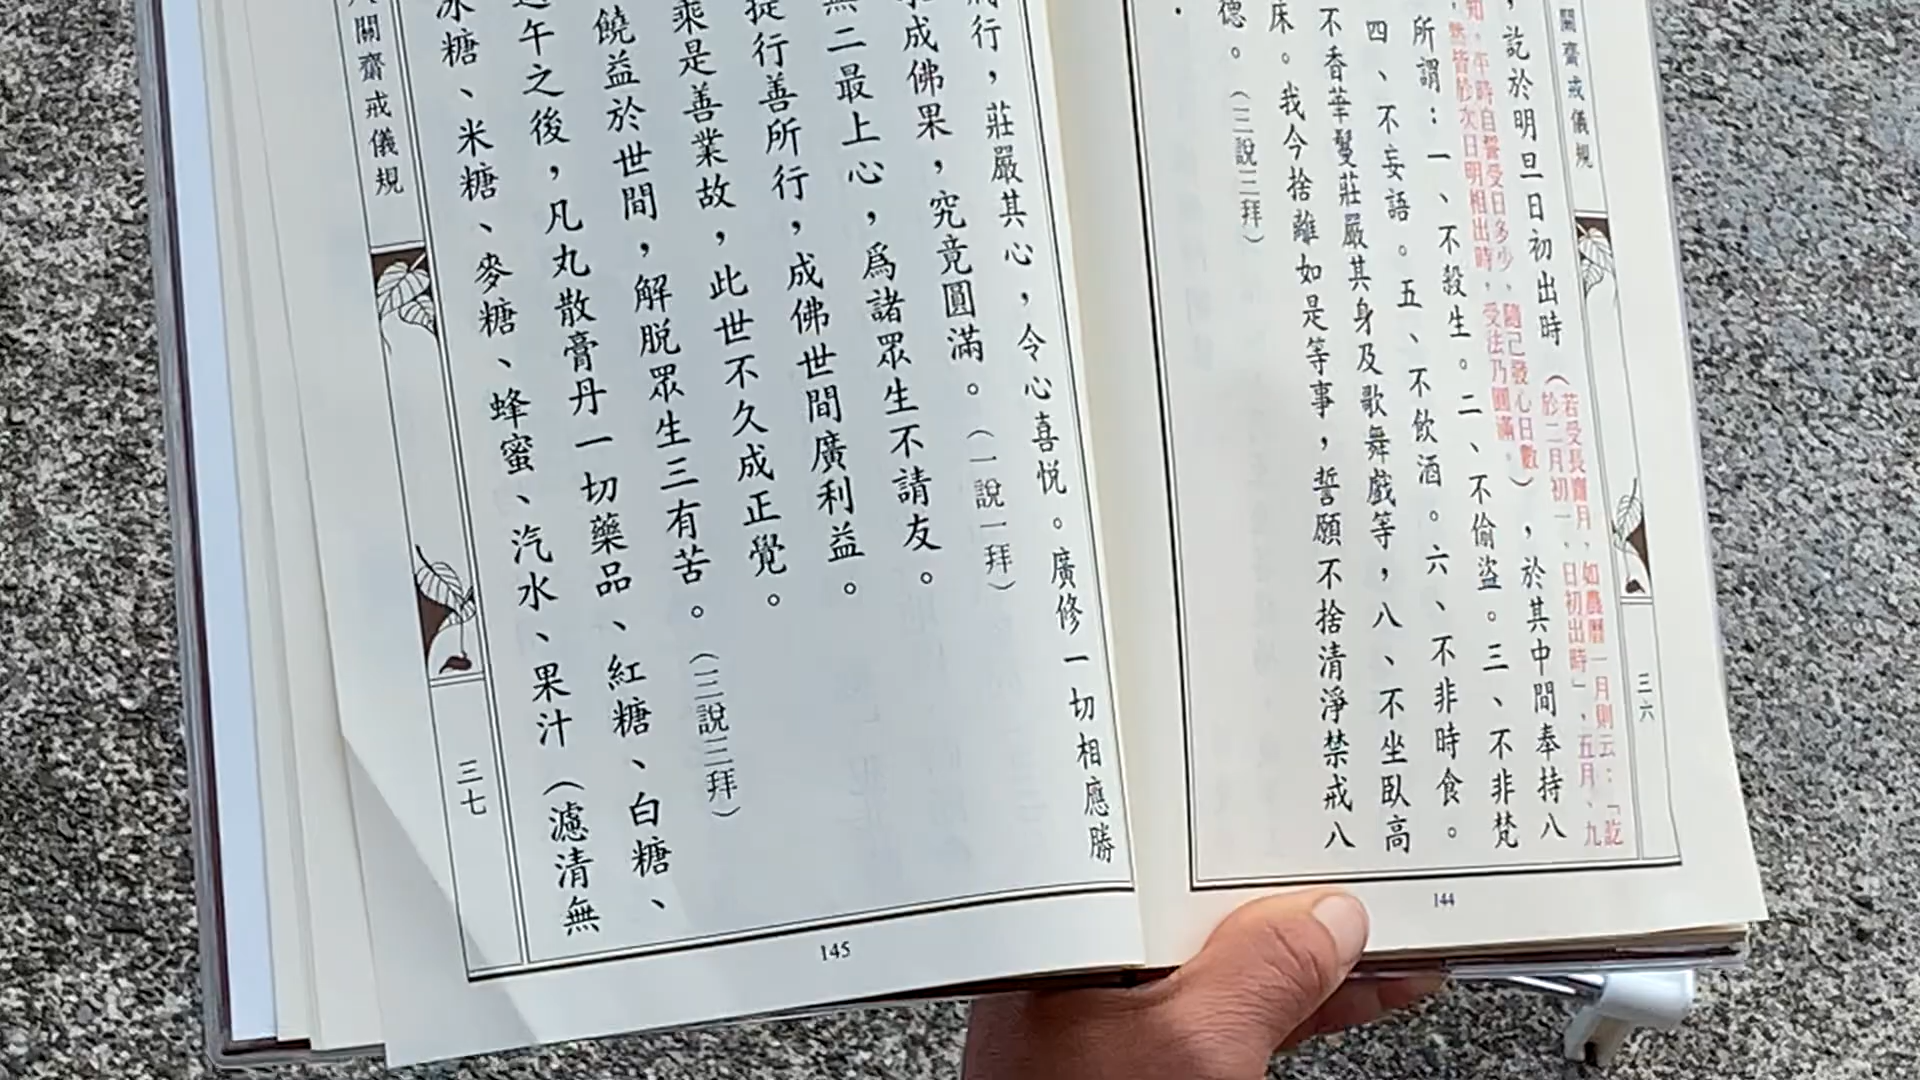 關齋戒儀規
三六
(若受長齋月,如農曆一月則云:「訖
於二月初一,日初出時」,五月、九
,訖於明旦日初出時
隨己發心日數),於其中間奉持八
午時自誓受日多少,
然皆於次日明相出時,受法乃圓滿。
所謂:一、不殺生。二、不偷盜。三、不非梵
四、不妄語。五、不飲酒。六、不非時食。
不香華鬘莊嚴其身及歌舞戲等,八、不坐臥高
床。我今捨離如是等事,誓願不捨清淨禁戒八
德。(三說三拜)
144
行,莊嚴其心,令心喜悅。廣修一切相應勝
成佛果,究竟圓滿。(一說一拜)
無二最上心,為諸眾生不請友。
提行善所行,成佛世間廣利益。
乘是善業故,此世不久成正覺。
饒益於世間,解脫眾生三有苦。(三說三拜)
午之後,凡丸散膏丹一切藥品、紅糖、白糖、
冰糖、米糖、麥糖、蜂蜜、汽水、果汁(濾清無
關齋戒儀規
三七
145